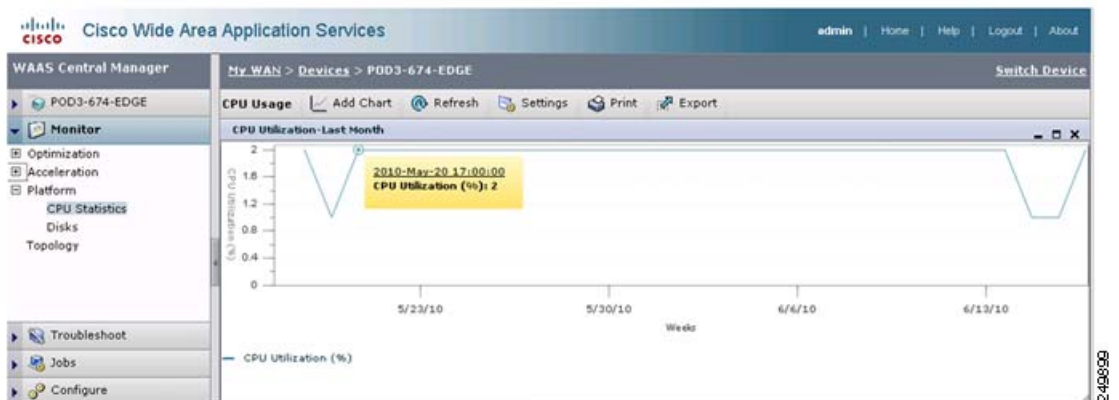 CISCO
Cisco Wide Area Application Services
admin | Home | Help | Logout | About
WAAS Central Manager
My WAN > Devices > POD3-674-EDGE
Switch Device
POD3-674-EDGE
CPU Usage
Add Chart
Refresh
Settings
Print
Export
Monitor
CPU Utilization-Last Month
Optimization
Acceleration
Platform
CPU Statistics
Disks
Topology
CPU Utilization (%)
2
1.6
1.2
0.8
0.4
0
2010-May-20 17:00:00
CPU Utilization (%): 2
5/23/10
5/30/10
6/6/10
6/13/10
Weeks
CPU Utilization (%)
Troubleshoot
Jobs
Configure
249899